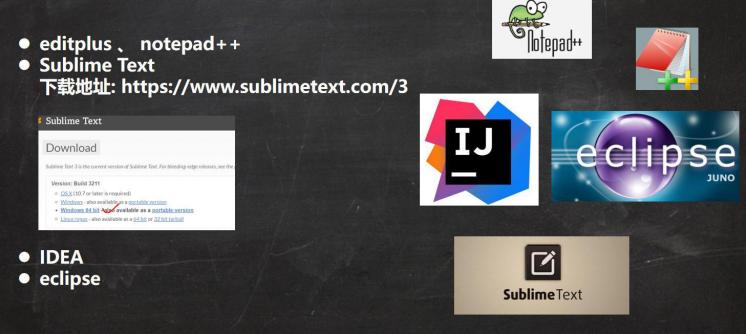 ● editplus 、 notepad++
● Sublime Text
下载地址: https://www.sublimetext.com/3
Sublime Text
Download
Sublime Text 3 is the current version of Sublime Text. For bleeding-edge releases, see the
Version: Build 3211
OS X (10.7 or later is required)
Windows - also available as a portable version
Windows 64 bit - also available as a portable version
Linux repos - also available as a 64 bit or 32 bit tarball
● IDEA
● eclipse
Notepad++
IJ
eclipse
JUNO
Sublime Text